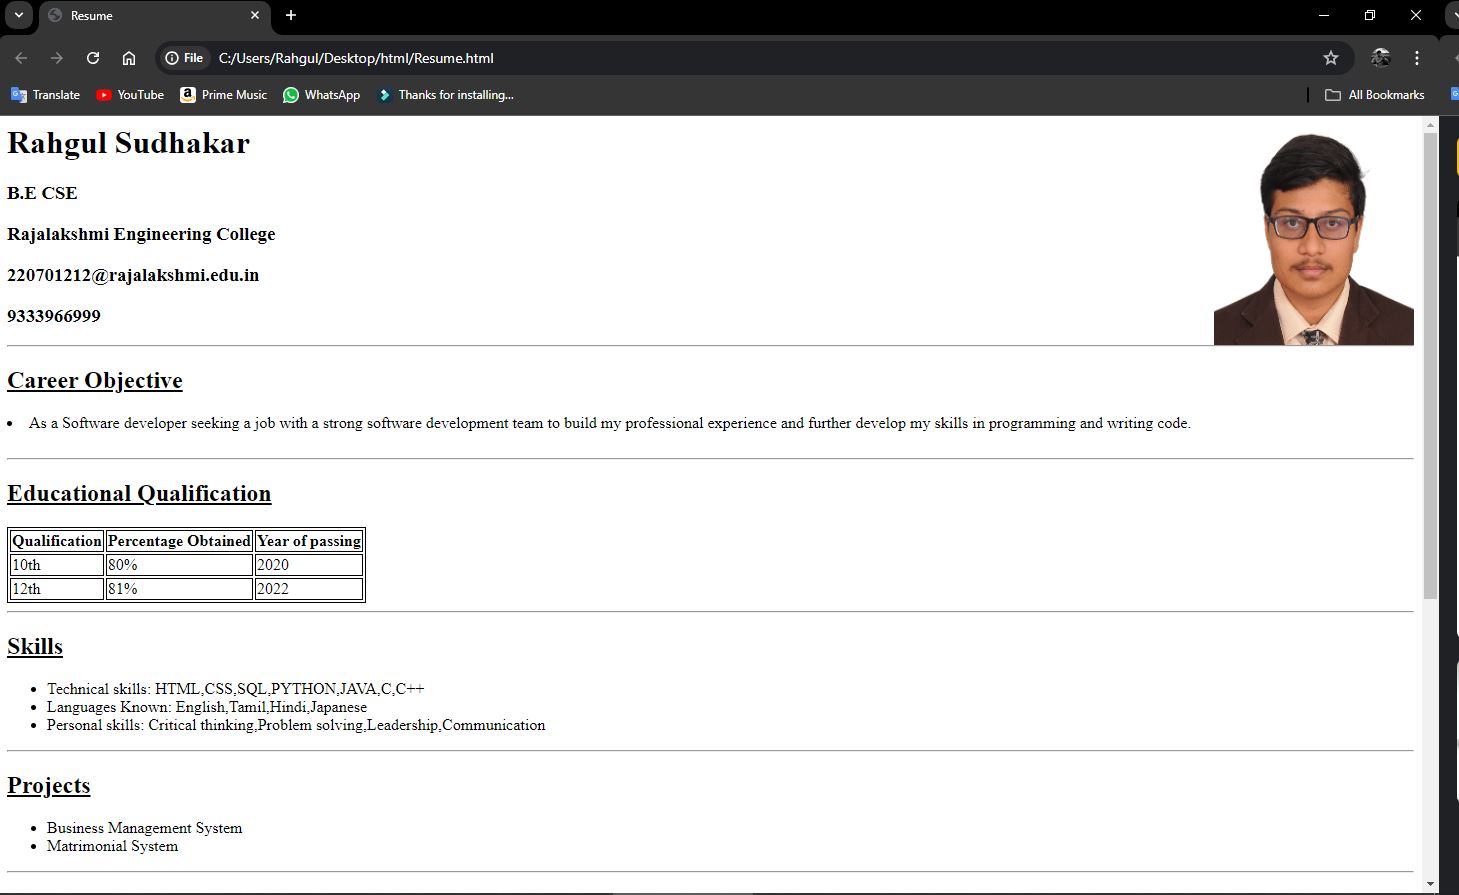 Resume
File C:/Users/Rahgul/Desktop/html/Resume.html
Translate YouTube Prime Music WhatsApp Thanks for installing... All Bookmarks
Rahgul Sudhakar
B.E CSE
Rajalakshmi Engineering College
220701212@rajalakshmi.edu.in
9333966999
Career Objective
• As a Software developer seeking a job with a strong software development team to build my professional experience and further develop my skills in programming and writing code.
Educational Qualification
Qualification Percentage Obtained Year of passing
10th 80% 2020
12th 81% 2022
Skills
• Technical skills: HTML,CSS,SQL,PYTHON,JAVA,C,C++
• Languages Known: English,Tamil,Hindi,Japanese
• Personal skills: Critical thinking,Problem solving,Leadership,Communication
Projects
• Business Management System
• Matrimonial System